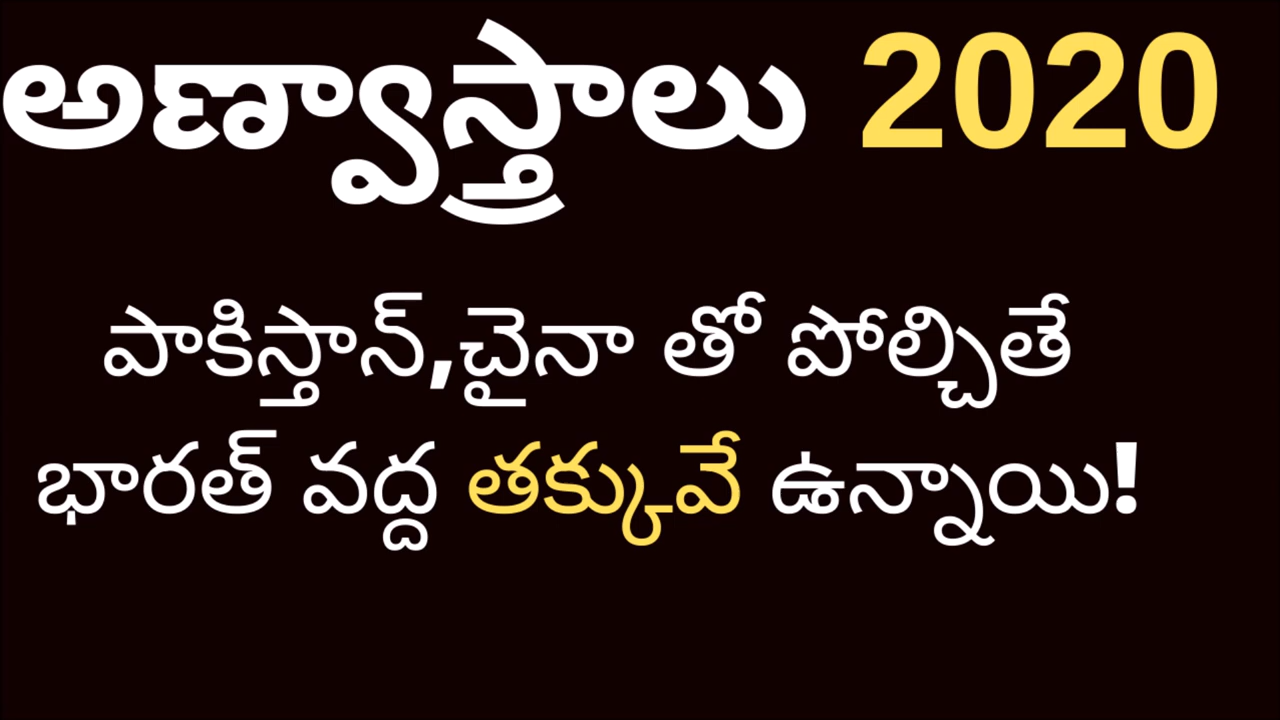 అణ్వాస్త్రాలు 2020
పాకిస్తాన్,చైనా తో పోల్చితే
భారత్ వద్ద తక్కువే ఉన్నాయి!